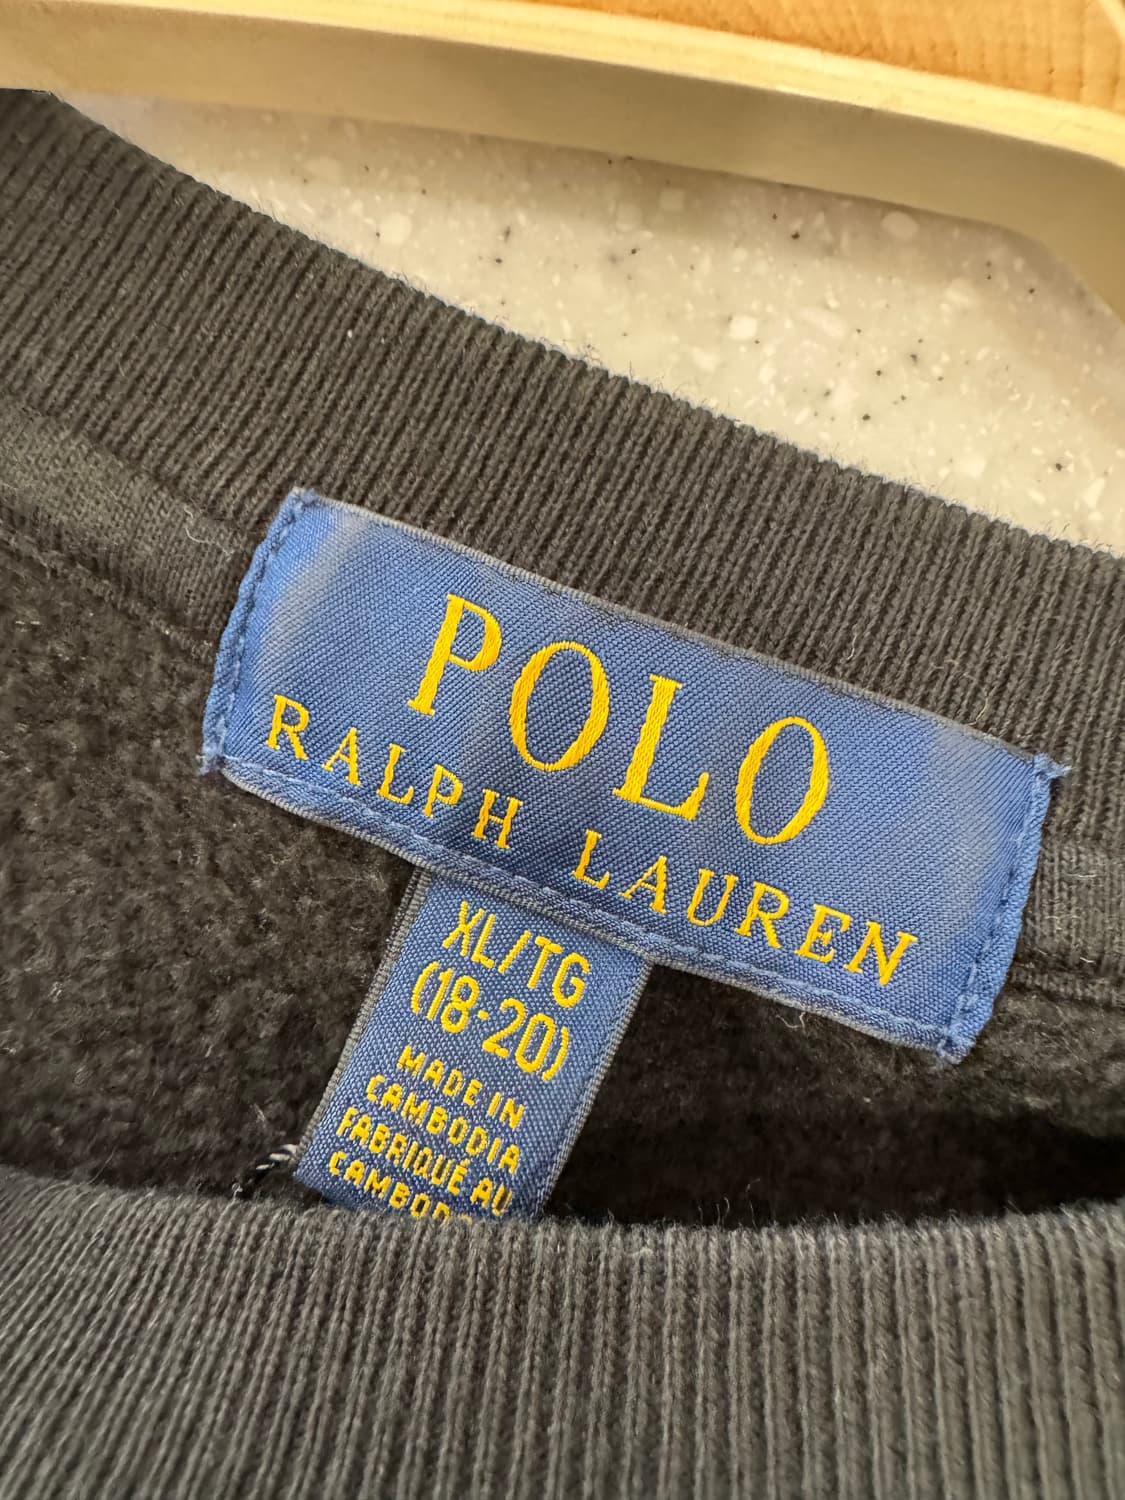 POLO
RALPH LAUREN
XL/TG
(18-20)
MADE IN
CAMBODIA
FABRIQUÉ AU